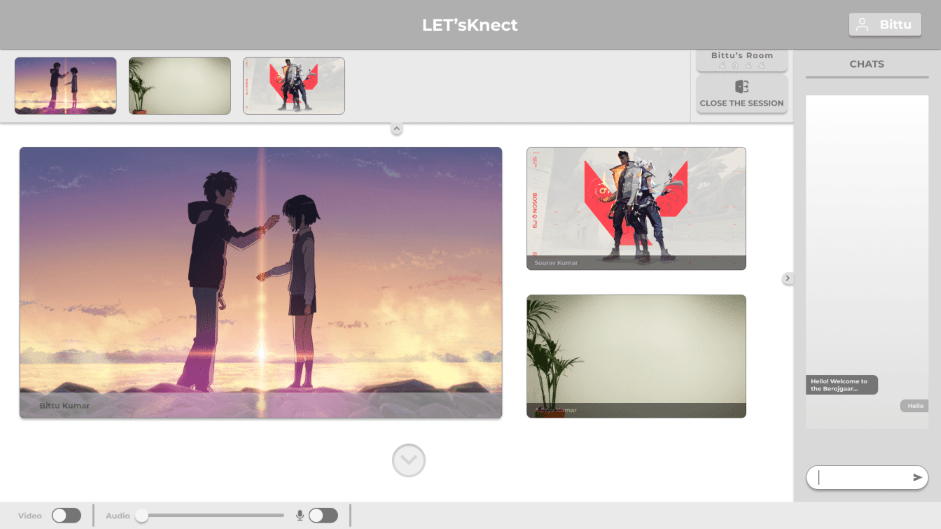 LET'sKnect
Bittu
Bittu's Room
CLOSE THE SESSION
CHATS
Sourav Kumar
Bittu Kumar
Kumar
Hello! Welcome to
the Berojgaar...
Hello
Video
Audio